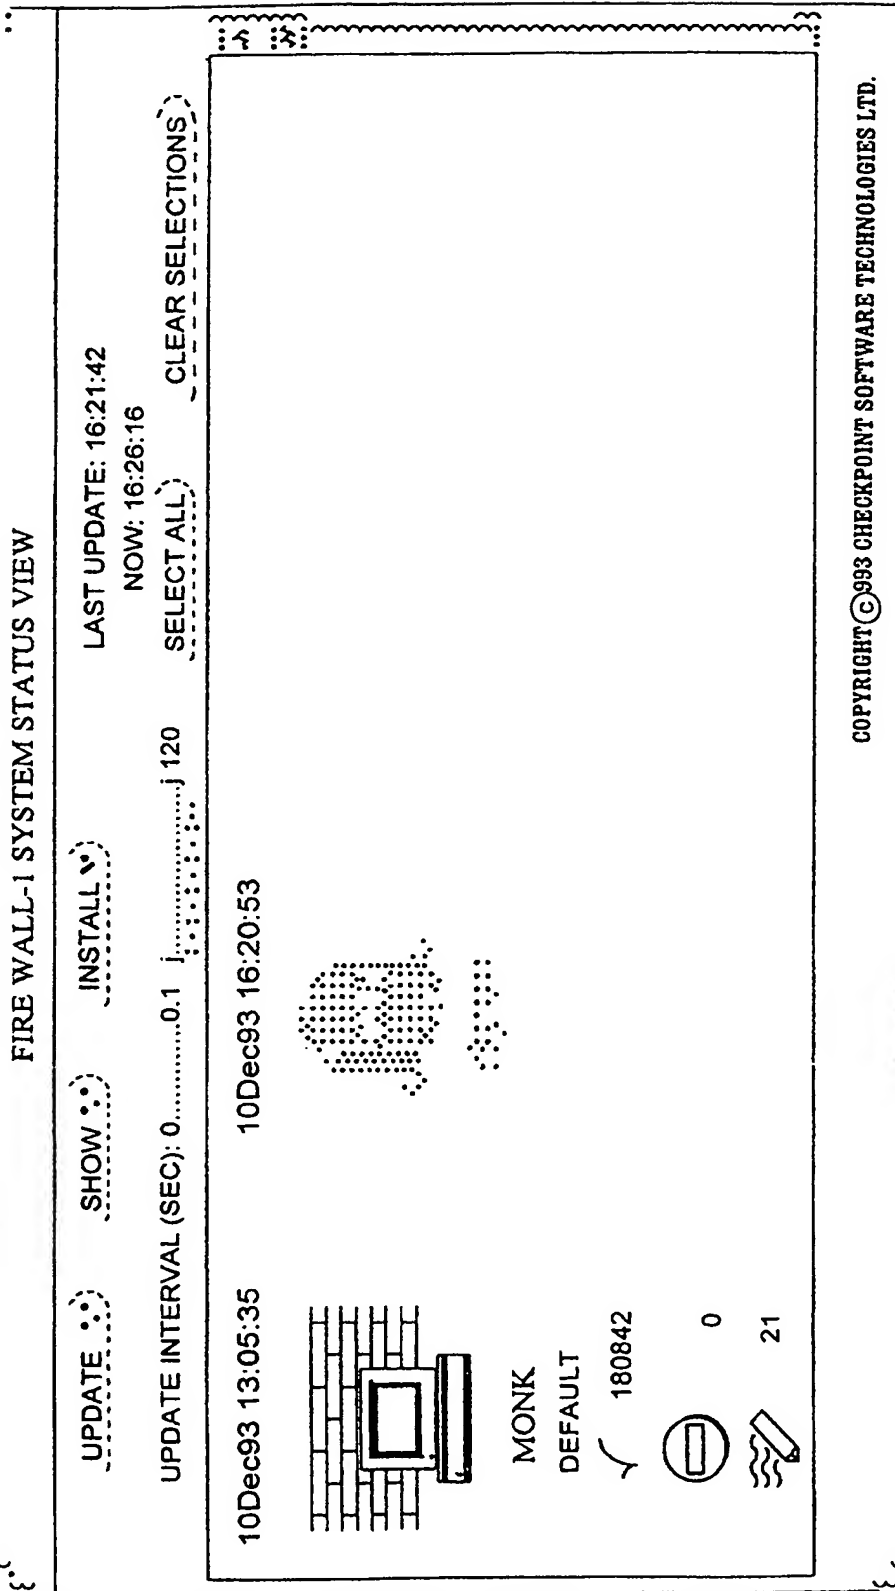 FIRE WALL-1 SYSTEM STATUS VIEW
UPDATE SHOW INSTALL LAST UPDATE: 16:21:42
NOW: 16:26:16
UPDATE INTERVAL (SEC): 0..............0.1 j........................j 120 SELECT ALL CLEAR SELECTIONS
10Dec93 13:05:35 10Dec93 16:20:53
MONK
DEFAULT
180842
0
21
COPYRIGHT©993 CHECKPOINT SOFTWARE TECHNOLOGIES LTD.